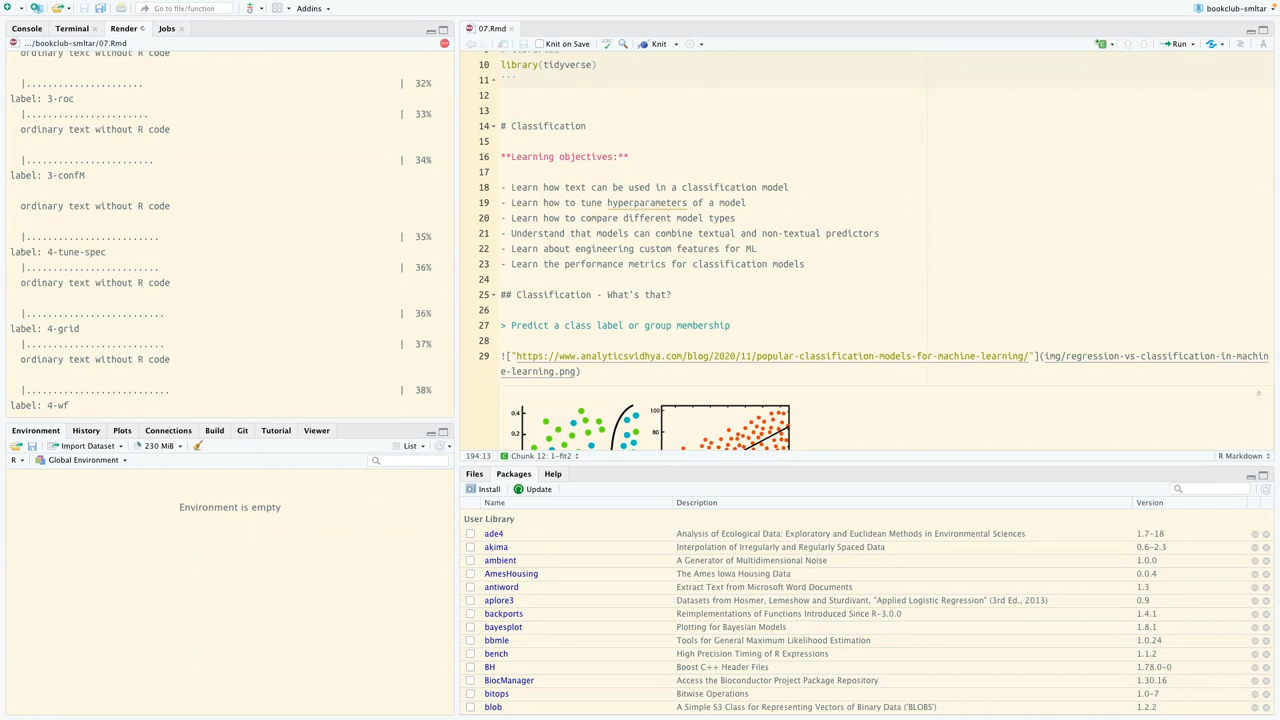 Go to file/function
Addins
bookclub-smltar
Console
Terminal
Render
Jobs
.../bookclub-smltar/07.Rmd
ordinary text without R code
|...................... | 32%
label: 3-roc
|....................... | 33%
ordinary text without R code
|........................ | 34%
label: 3-confM
ordinary text without R code
|......................... | 35%
label: 4-tune-spec
|......................... | 36%
ordinary text without R code
|.......................... | 36%
label: 4-grid
|.......................... | 37%
ordinary text without R code
|........................... | 38%
label: 4-wf
07.Rmd
Knit on Save
Knit
Run
10 library(tidyverse)
11 ```
12
13
14 # Classification
15
16 **Learning objectives:**
17
18 - Learn how text can be used in a classification model
19 - Learn how to tune hyperparameters of a model
20 - Learn how to compare different model types
21 - Understand that models can combine textual and non-textual predictors
22 - Learn about engineering custom features for ML
23 - Learn the performance metrics for classification models
24
25 ## Classification - What's that?
26
27 > Predict a class label or group membership
28
29 !["https://www.analyticsvidhya.com/blog/2020/11/popular-classification-models-for-machine-learning/"](img/regression-vs-classification-in-machin
e-learning.png)
0.4
0.2
100
80
194:13
Chunk 12: 1-fit2
R Markdown
Environment
History
Plots
Connections
Build
Git
Tutorial
Viewer
Import Dataset
230 MiB
List
R
Global Environment
Environment is empty
Files
Packages
Help
Install
Update
Name Description Version
User Library
ade4 Analysis of Ecological Data: Exploratory and Euclidean Methods in Environmental Sciences 1.7-18
akima Interpolation of Irregularly and Regularly Spaced Data 0.6-2.3
ambient A Generator of Multidimensional Noise 1.0.0
AmesHousing The Ames Iowa Housing Data 0.0.4
antiword Extract Text from Microsoft Word Documents 1.3
aplore3 Datasets from Hosmer, Lemeshow and Sturdivant, "Applied Logistic Regression" (3rd Ed., 2013) 0.9
backports Reimplementations of Functions Introduced Since R-3.0.0 1.4.1
bayesplot Plotting for Bayesian Models 1.8.1
bbmle Tools for General Maximum Likelihood Estimation 1.0.24
bench High Precision Timing of R Expressions 1.1.2
BH Boost C++ Header Files 1.78.0-0
BiocManager Access the Bioconductor Project Package Repository 1.30.16
bitops Bitwise Operations 1.0-7
blob A Simple S3 Class for Representing Vectors of Binary Data ('BLOBS') 1.2.2